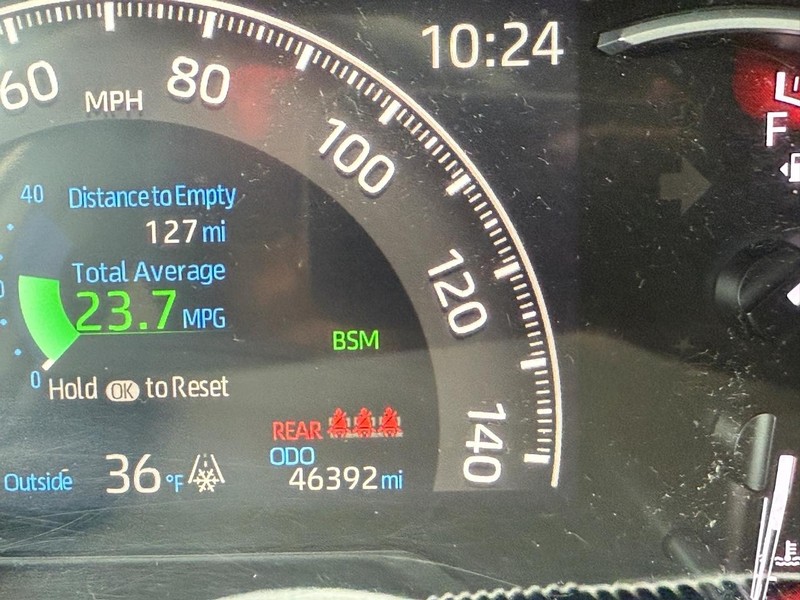 10:24
60
MPH
80
100
120
140
F
40
Distance to Empty
127 mi
Total Average
23.7 MPG
0
Hold OK to Reset
BSM
REAR
ODO
46392 mi
Outside 36 °F